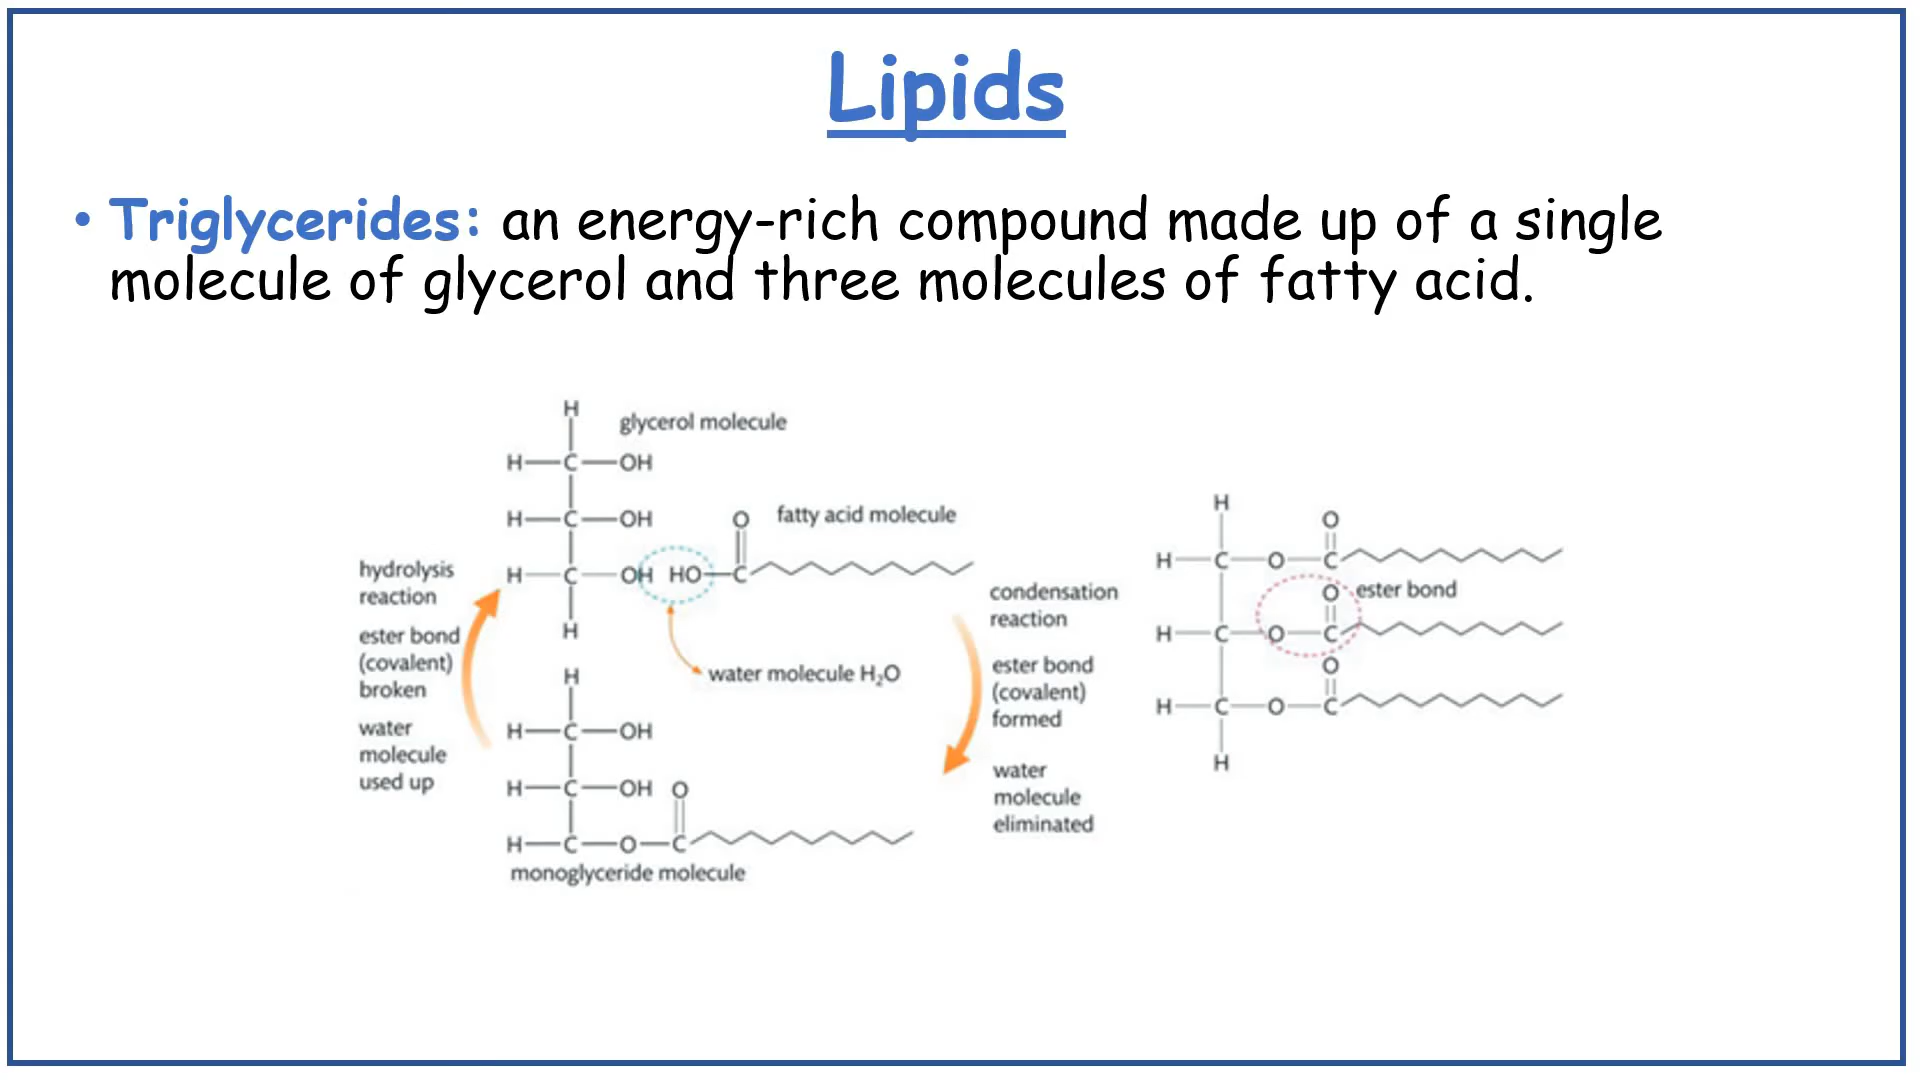 Lipids
• Triglycerides: an energy-rich compound made up of a single
molecule of glycerol and three molecules of fatty acid.
H
glycerol molecule
H C OH
H C OH
O
fatty acid molecule
H C OH HO C
H
water molecule H₂O
hydrolysis
reaction
ester bond
(covalent)
broken
water
molecule
used up
condensation
reaction
ester bond
(covalent)
formed
water
molecule
eliminated
H
H C OH
H C OH O
H C O C
monoglyceride molecule
H
O
H C O C
O ester bond
H C O C
O
H C O C
H